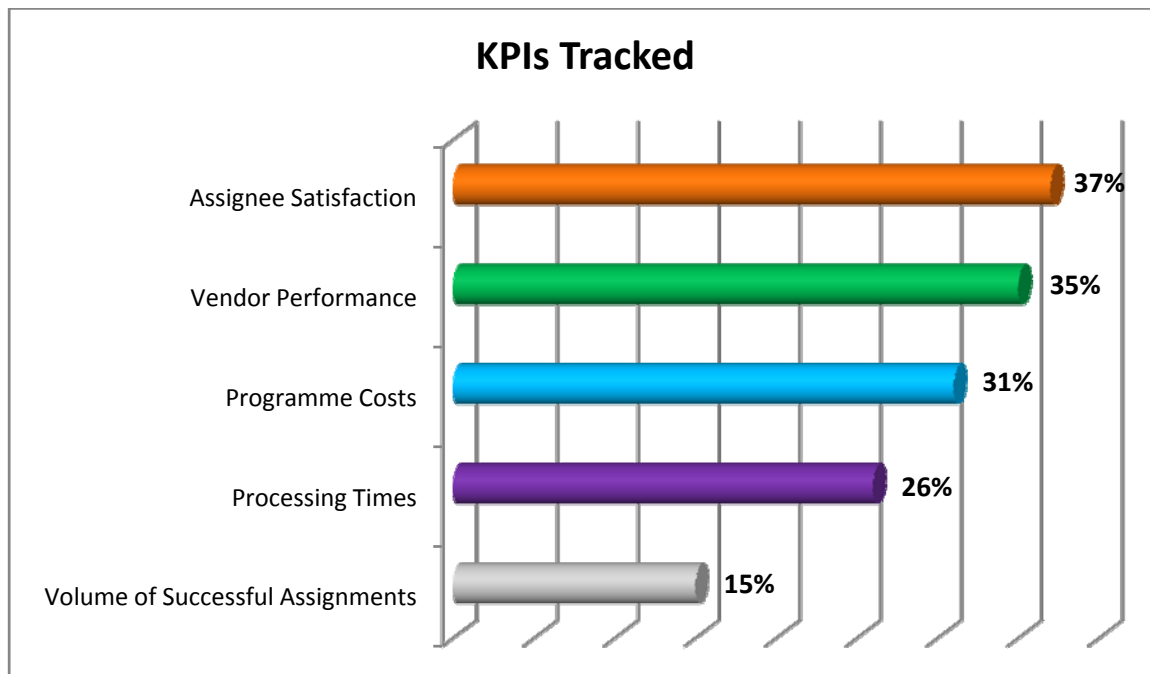 KPIs Tracked
Assignee Satisfaction
37%
Vendor Performance
35%
Programme Costs
31%
Processing Times
26%
Volume of Successful Assignments
15%